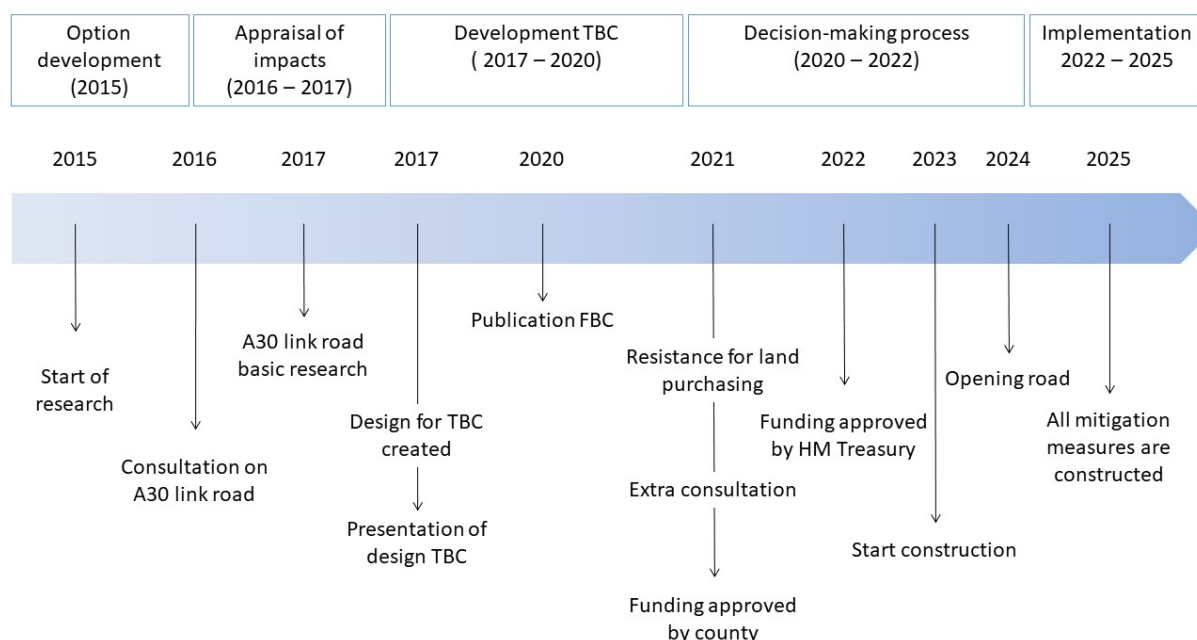 Option
development
(2015)
Appraisal of
impacts
(2016 – 2017)
Development TBC
( 2017 – 2020)
Decision-making process
(2020 – 2022)
Implementation
2022 – 2025
2015
2016
2017
2017
2020
2021
2022
2023
2024
2025
Start of
research
Consultation on
A30 link road
A30 link road
basic research
Design for TBC
created
Presentation of
design TBC
Publication FBC
Resistance for land
purchasing
Extra consultation
Funding approved
by county
Funding approved
by HM Treasury
Start construction
Opening road
All mitigation
measures are
constructed